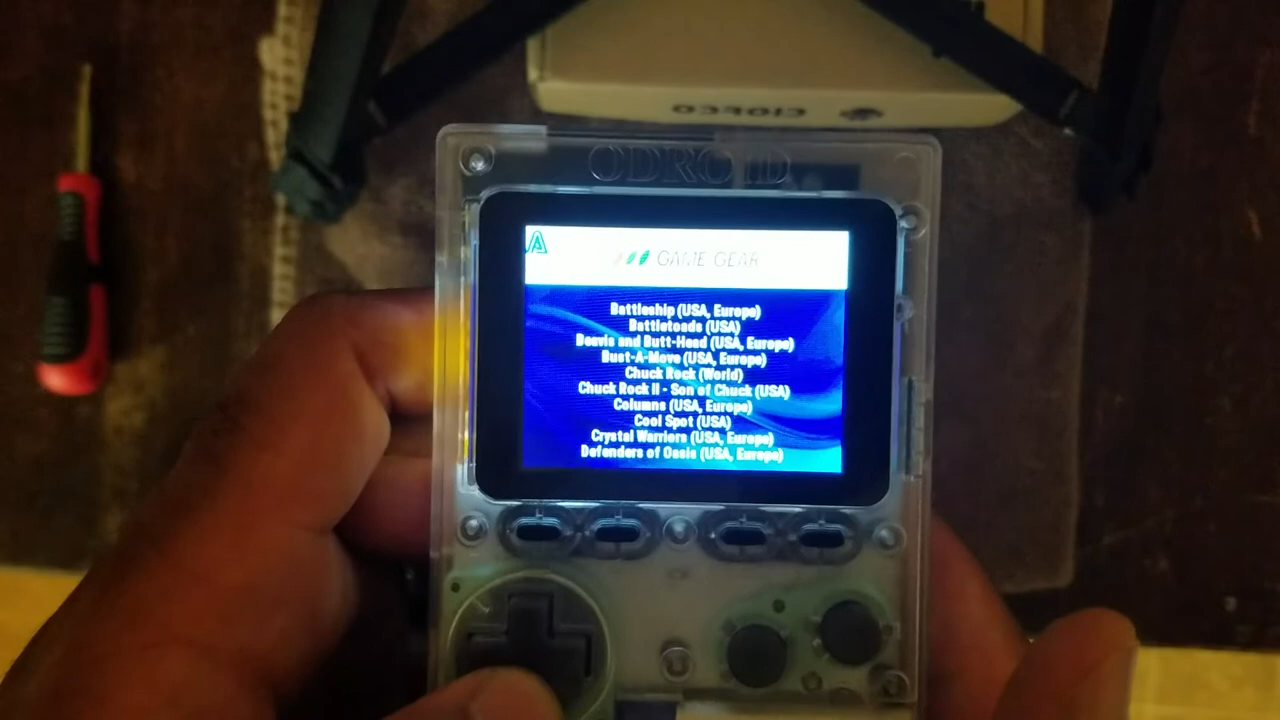 ODROID
ODROID
GAME GEAR
Battleship (USA, Europe)
Battletoads (USA)
Beavis and Butt-Head (USA, Europe)
Bust-A-Move (USA, Europe)
Chuck Rock (World)
Chuck Rock II - Son of Chuck (USA)
Columns (USA, Europe)
Cool Spot (USA)
Crystal Warriors (USA, Europe)
Defenders of Oasis (USA, Europe)